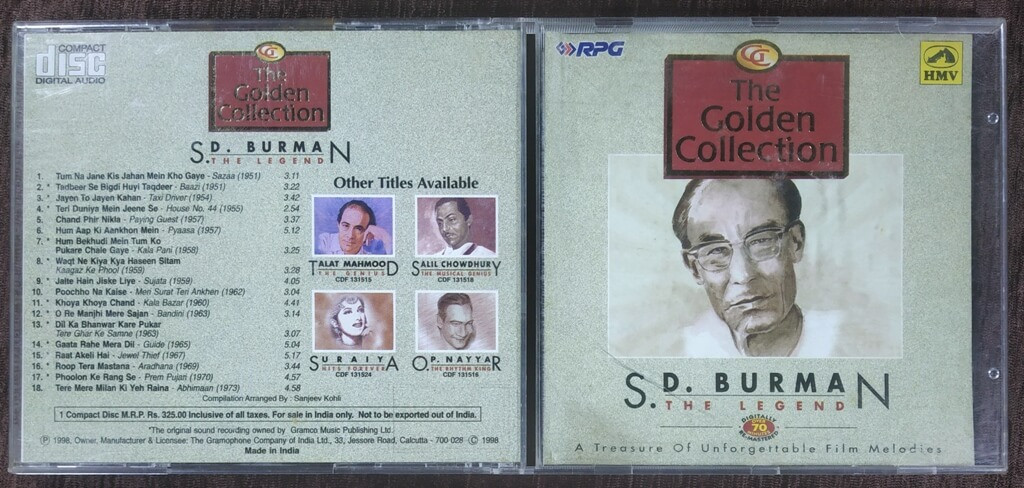 COMPACT
disc
DIGITAL AUDIO
GC
The
Golden
Collection
S. D. BURMAN
THE LEGEND
1. Tum Na Jane Kis Jahan Mein Kho Gaye - Sazaa (1951) 3.11
2. * Tadbeer Se Bigdi Huyi Taqdeer - Baazi (1951) 3.22
3. * Jayen To Jayen Kahan - Taxi Driver (1954) 3.42
4. * Teri Duniya Mein Jeene Se - House No. 44 (1955) 2.54
5. Chand Phir Nikla - Paying Guest (1957) 3.37
6. * Hum Aap Ki Aankhon Mein - Pyaasa (1957) 5.12
7. * Hum Bekhudi Mein Tum Ko
Pukare Chale Gaye - Kala Pani (1958) 3.25
8. * Waqt Ne Kiya Kya Haseen Sitam
Kaagaz Ke Phool (1959) 3.28
9. * Jalte Hain Jiske Liye - Sujata (1959) 4.05
10. Poochho Na Kaise - Meri Surat Teri Ankhen (1962) 3.04
11. * Khoya Khoya Chand - Kala Bazar (1960) 4.41
12. * O Re Manjhi Mere Sajan - Bandini (1963) 3.14
13. * Dil Ka Bhanwar Kare Pukar
Tere Ghar Ke Samne (1963) 3.07
14. * Gaata Rahe Mera Dil - Guide (1965) 5.04
15. * Raat Akeli Hai - Jewel Thief (1967) 5.17
16. * Roop Tera Mastana - Aradhana (1969) 3.44
17. * Phoolon Ke Rang Se - Prem Pujari (1970) 4.57
18. * Tere Mere Milan Ki Yeh Raina - Abhimaan (1973) 4.58
Compilation Arranged By : Sanjeev Kohli
Other Titles Available
TALAT MAHMOOD
THE GENIUS
CDF 131515
SALIL CHOWDHURY
THE MUSICAL GENIUS
CDF 131518
SURAIYA
HITS FOREVER
CDF 131524
O.P. NAYYAR
THE RHYTHM KING
CDF 131516
1 Compact Disc M.R.P. Rs. 325.00 inclusive of all taxes. For sale in India only. Not to be exported out of India.
*The original sound recording owned by Gramco Music Publishing Ltd.
Ⓟ 1998, Owner, Manufacturer & Licensee: The Gramophone Company of India Ltd., 33, Jessore Road, Calcutta - 700 028 © 1998
Made in India
RPG
GC
The
Golden
Collection
HMV
S. D. BURMAN
THE LEGEND
DIGITALLY
70
RE-MASTERED
A Treasure Of Unforgettable Film Melodies